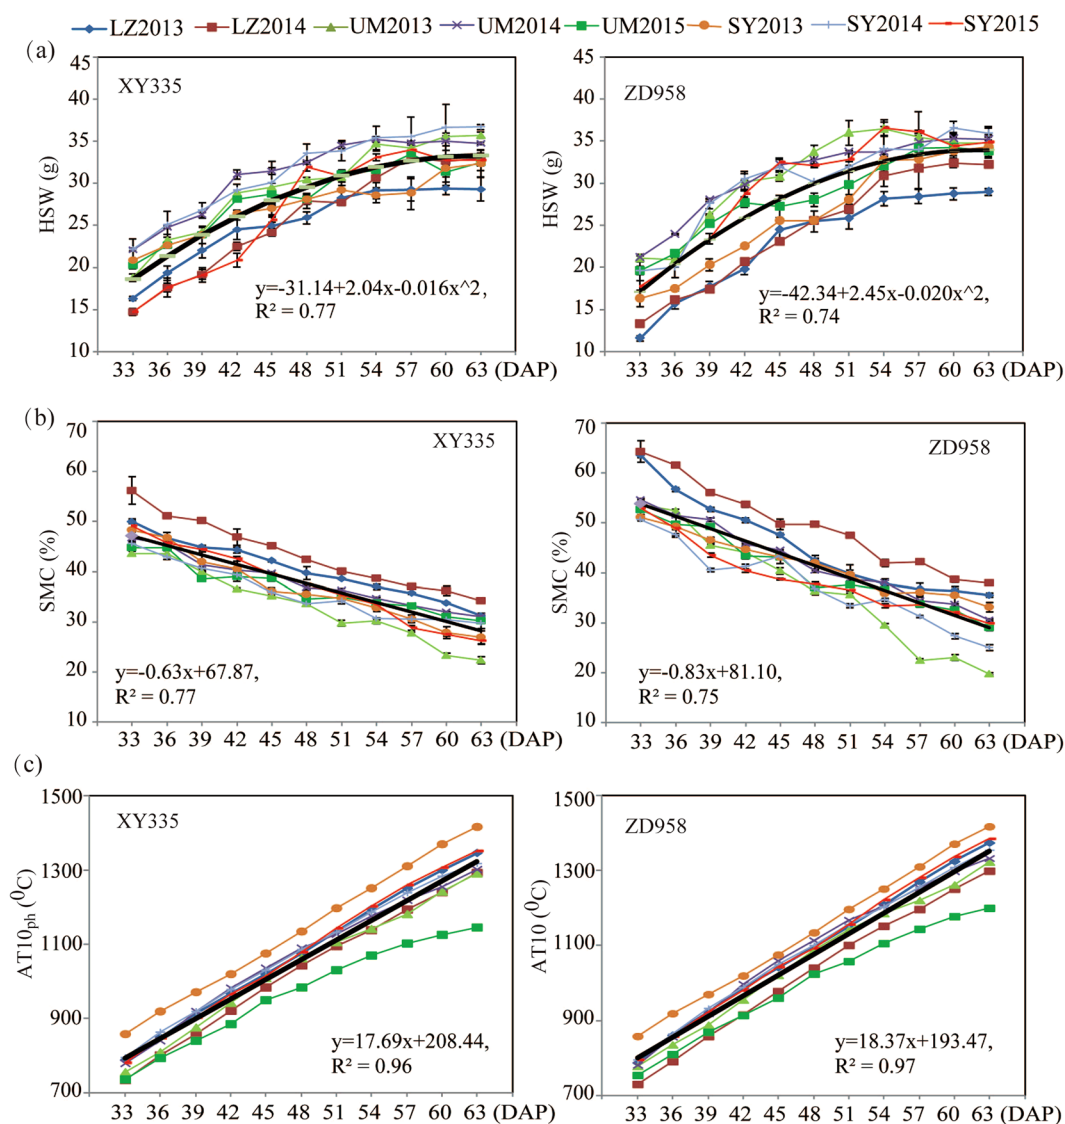 LZ2013 LZ2014 UM2013 UM2014 UM2015 SY2013 SY2014 SY2015
(a)
XY335
HSW (g)
45
40
35
30
25
20
15
10
y=-31.14+2.04x-0.016x^2,
R² = 0.77
33 36 39 42 45 48 51 54 57 60 63 (DAP)
ZD958
HSW (g)
45
40
35
30
25
20
15
10
y=-42.34+2.45x-0.020x^2,
R² = 0.74
33 36 39 42 45 48 51 54 57 60 63 (DAP)
(b)
XY335
SMC (%)
70
60
50
40
30
20
10
y=-0.63x+67.87,
R² = 0.77
33 36 39 42 45 48 51 54 57 60 63 (DAP)
ZD958
SMC (%)
70
60
50
40
30
20
10
y=-0.83x+81.10,
R² = 0.75
33 36 39 42 45 48 51 54 57 60 63 (DAP)
(c)
XY335
AT10ph (⁰C)
1500
1300
1100
900
700
y=17.69x+208.44,
R² = 0.96
33 36 39 42 45 48 51 54 57 60 63 (DAP)
ZD958
AT10 (⁰C)
1500
1300
1100
900
700
y=18.37x+193.47,
R² = 0.97
33 36 39 42 45 48 51 54 57 60 63 (DAP)